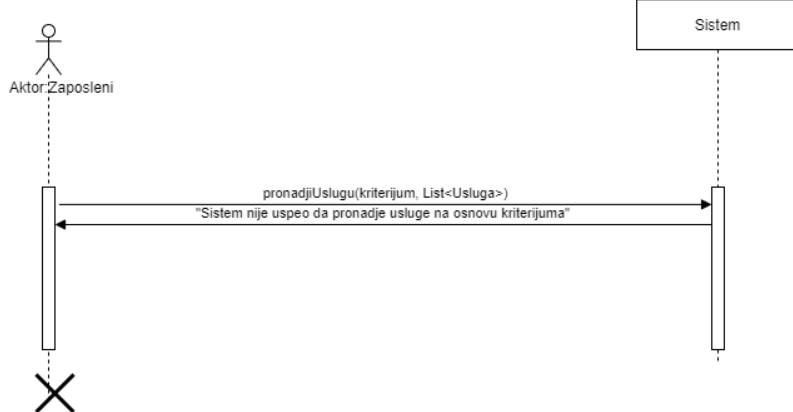 Sistem
Aktor:Zaposleni
pronadjiUslugu(kriterijum, List<Usluga>)
"Sistem nije uspeo da pronadje usluge na osnovu kriterijuma"